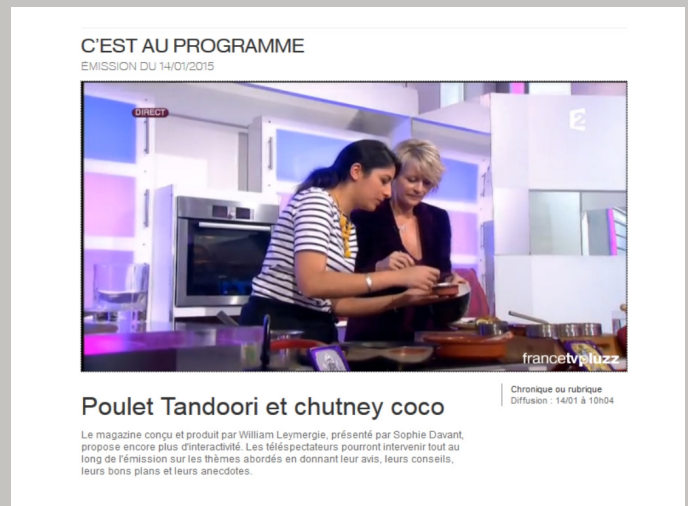 C'EST AU PROGRAMME
ÉMISSION DU 14/01/2015
DIRECT
2
francetvpluzz
Poulet Tandoori et chutney coco
Chronique ou rubrique
Diffusion : 14/01 à 10h04
Le magazine conçu et produit par William Leymergie, présenté par Sophie Davant,
propose encore plus d'interactivité. Les téléspectateurs pourront intervenir tout au
long de l'émission sur les thèmes abordés en donnant leur avis, leurs conseils,
leurs bons plans et leurs anecdotes.